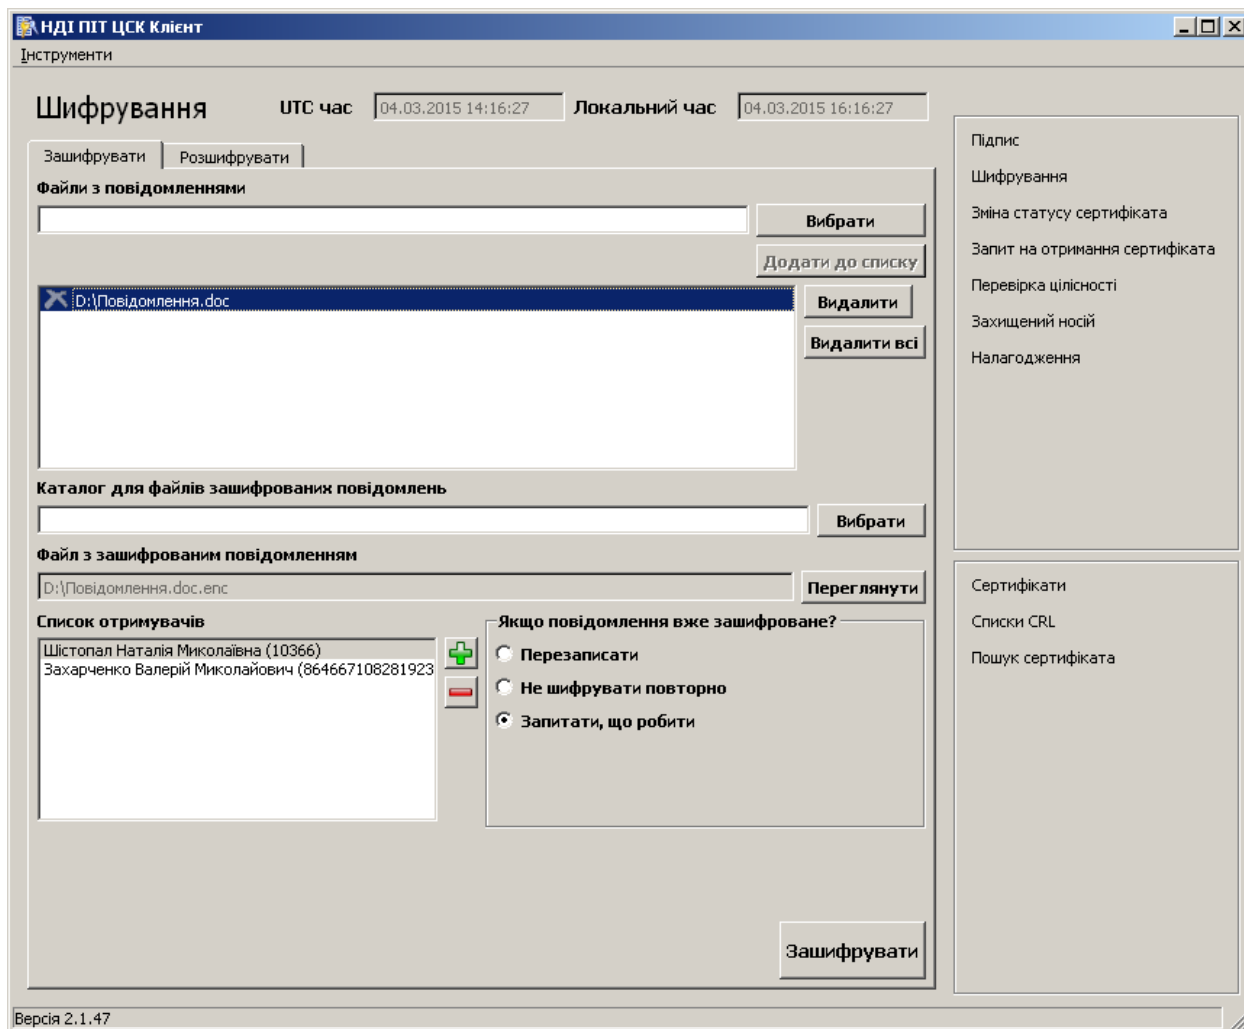 НДІ ПІТ ЦСК Клієнт
Інструменти
Шифрування
UTC час 04.03.2015 14:16:27 Локальний час 04.03.2015 16:16:27
Зашифрувати Розшифрувати
Файли з повідомленнями
Вибрати
Додати до списку
D:\Повідомлення.doc
Видалити
Видалити всі
Каталог для файлів зашифрованих повідомлень
Вибрати
Файл з зашифрованим повідомленням
D:\Повідомлення.doc.enc
Переглянути
Список отримувачів
Шістопал Наталія Миколаївна (10366)
Захарченко Валерій Миколайович (864667108281923
Якщо повідомлення вже зашифроване?
Перезаписати
Не шифрувати повторно
Запитати, що робити
Зашифрувати
Підпис
Шифрування
Зміна статусу сертифіката
Запит на отримання сертифіката
Перевірка цілісності
Захищений носій
Налагодження
Сертифікати
Списки CRL
Пошук сертифіката
Версія 2.1.47